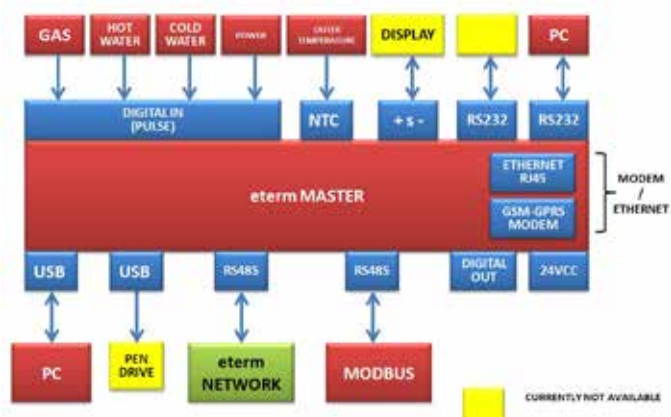 GAS
HOT
WATER
COLD
WATER
POWER
OUTER
TEMPERATURE
DISPLAY
PC
DIGITAL IN
(PULSE)
NTC
+ s -
RS232
RS232
eterm MASTER
ETHERNET
RJ45
GSM-GPRS
MODEM
MODEM
/
ETHERNET
USB
USB
RS485
RS485
DIGITAL
OUT
24VCC
PC
PEN
DRIVE
eterm
NETWORK
MODBUS
CURRENTLY NOT AVAILABLE